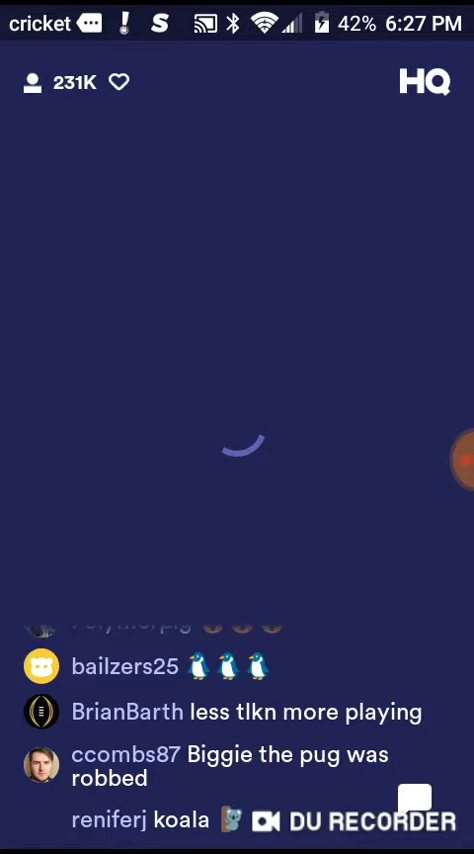 cricket 42% 6:27 PM
231K HQ
bailzers25 🐧🐧🐧
BrianBarth less tlkn more playing
ccombs87 Biggie the pug was
robbed
reniferj koala 🐨 DU RECORDER